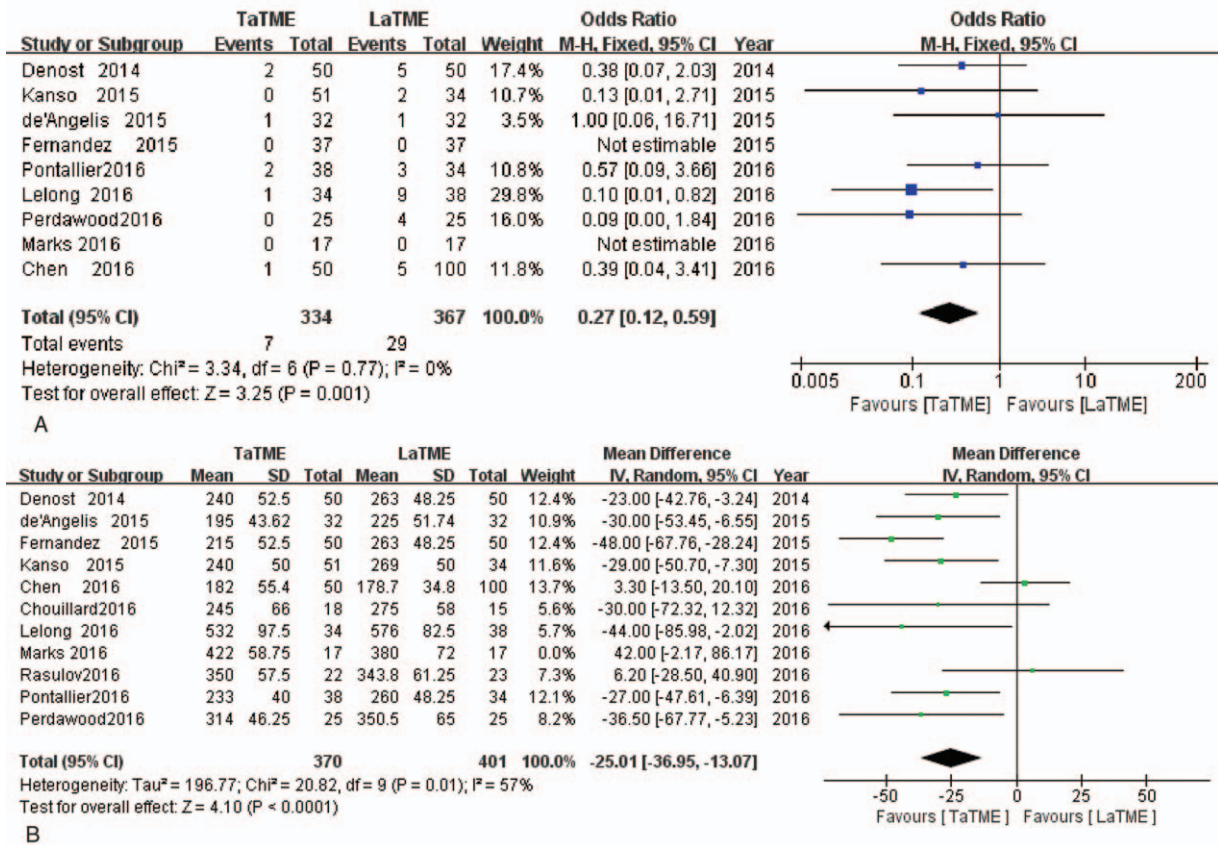 TaTME LaTME Odds Ratio Odds Ratio
Study or Subgroup Events Total Events Total Weight M-H, Fixed, 95% CI Year M-H, Fixed, 95% CI
Denost 2014 2 50 5 50 17.4% 0.38 [0.07, 2.03] 2014
Kanso 2015 0 51 2 34 10.7% 0.13 [0.01, 2.71] 2015
de'Angelis 2015 1 32 1 32 3.5% 1.00 [0.06, 16.71] 2015
Fernandez 2015 0 37 0 37 Not estimable 2015
Pontallier2016 2 38 3 34 10.8% 0.57 [0.09, 3.66] 2016
Lelong 2016 1 34 9 38 29.8% 0.10 [0.01, 0.82] 2016
Perdawood2016 0 25 4 25 16.0% 0.09 [0.00, 1.84] 2016
Marks 2016 0 17 0 17 Not estimable 2016
Chen 2016 1 50 5 100 11.8% 0.39 [0.04, 3.41] 2016
Total (95% CI) 334 367 100.0% 0.27 [0.12, 0.59]
Total events 7 29
Heterogeneity: Chi² = 3.34, df = 6 (P = 0.77); I² = 0%
Test for overall effect: Z = 3.25 (P = 0.001)
0.005 0.1 1 10 200
Favours [TaTME] Favours [LaTME]
A
TaTME LaTME Mean Difference Mean Difference
Study or Subgroup Mean SD Total Mean SD Total Weight IV, Random, 95% CI Year IV, Random, 95% CI
Denost 2014 240 52.5 50 263 48.25 50 12.4% -23.00 [-42.76, -3.24] 2014
de'Angelis 2015 195 43.62 32 225 51.74 32 10.9% -30.00 [-53.45, -6.55] 2015
Fernandez 2015 215 52.5 50 263 48.25 50 12.4% -48.00 [-67.76, -28.24] 2015
Kanso 2015 240 50 51 269 50 34 11.6% -29.00 [-50.70, -7.30] 2015
Chen 2016 182 55.4 50 178.7 34.8 100 13.7% 3.30 [-13.50, 20.10] 2016
Chouillard2016 245 66 18 275 58 15 5.6% -30.00 [-72.32, 12.32] 2016
Lelong 2016 532 97.5 34 576 82.5 38 5.7% -44.00 [-85.98, -2.02] 2016
Marks 2016 422 58.75 17 380 72 17 0.0% 42.00 [-2.17, 86.17] 2016
Rasulov2016 350 57.5 22 343.8 61.25 23 7.3% 6.20 [-28.50, 40.90] 2016
Pontallier2016 233 40 38 260 48.25 34 12.1% -27.00 [-47.61, -6.39] 2016
Perdawood2016 314 46.25 25 350.5 65 25 8.2% -36.50 [-67.77, -5.23] 2016
Total (95% CI) 370 401 100.0% -25.01 [-36.95, -13.07]
Heterogeneity: Tau² = 196.77; Chi² = 20.82, df = 9 (P = 0.01); I² = 57%
Test for overall effect: Z = 4.10 (P < 0.0001)
-50 -25 0 25 50
Favours [TaTME] Favours [LaTME]
B